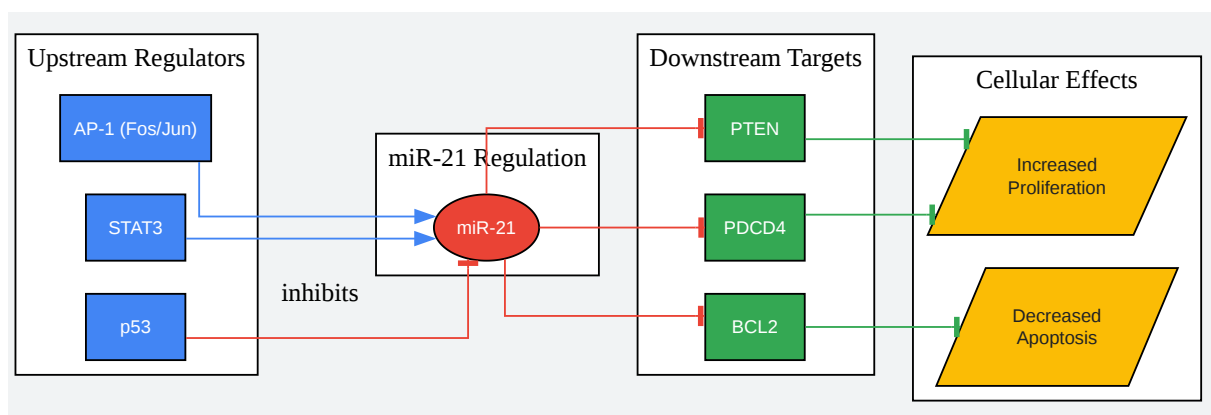 Upstream Regulators
AP-1 (Fos/Jun)
STAT3
p53
inhibits
miR-21 Regulation
miR-21
Downstream Targets
PTEN
PDCD4
BCL2
Cellular Effects
Increased
Proliferation
Decreased
Apoptosis